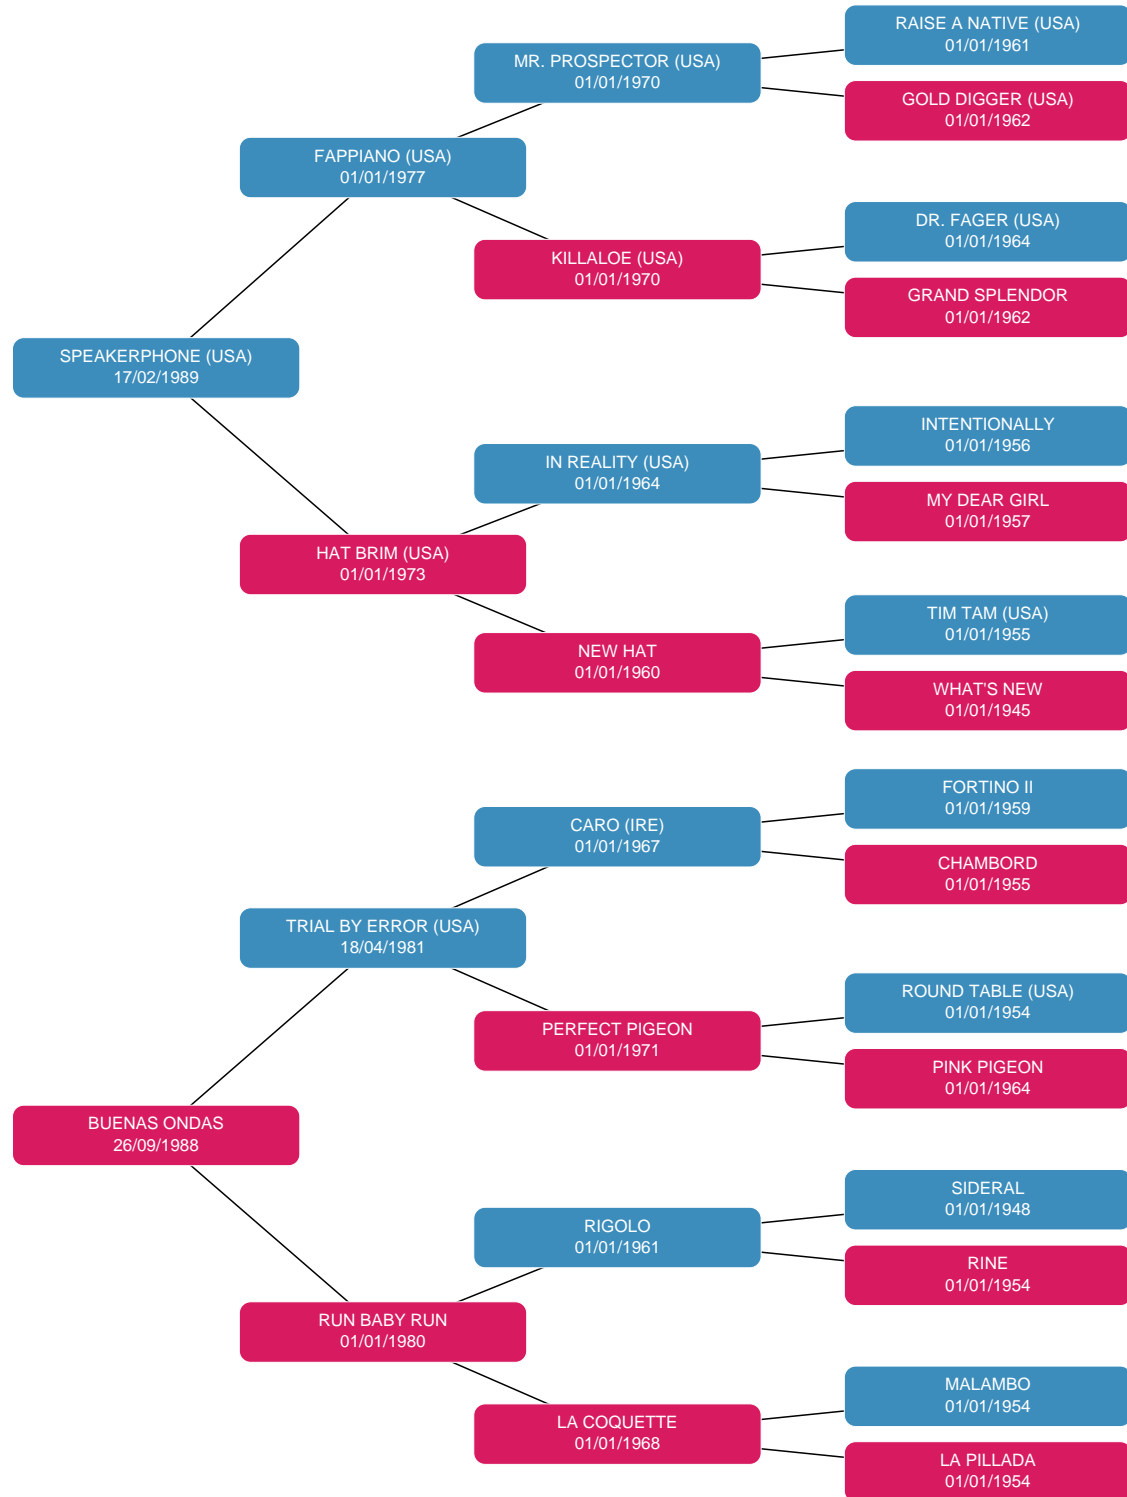 RAISE A NATIVE (USA)
01/01/1961
MR. PROSPECTOR (USA)
01/01/1970
GOLD DIGGER (USA)
01/01/1962
FAPPIANO (USA)
01/01/1977
DR. FAGER (USA)
01/01/1964
KILLALOE (USA)
01/01/1970
GRAND SPLENDOR
01/01/1962
SPEAKERPHONE (USA)
17/02/1989
INTENTIONALLY
01/01/1956
IN REALITY (USA)
01/01/1964
MY DEAR GIRL
01/01/1957
HAT BRIM (USA)
01/01/1973
TIM TAM (USA)
01/01/1955
NEW HAT
01/01/1960
WHAT'S NEW
01/01/1945
FORTINO II
01/01/1959
CARO (IRE)
01/01/1967
CHAMBORD
01/01/1955
TRIAL BY ERROR (USA)
18/04/1981
ROUND TABLE (USA)
01/01/1954
PERFECT PIGEON
01/01/1971
PINK PIGEON
01/01/1964
BUENAS ONDAS
26/09/1988
SIDERAL
01/01/1948
RIGOLO
01/01/1961
RINE
01/01/1954
RUN BABY RUN
01/01/1980
MALAMBO
01/01/1954
LA COQUETTE
01/01/1968
LA PILLADA
01/01/1954